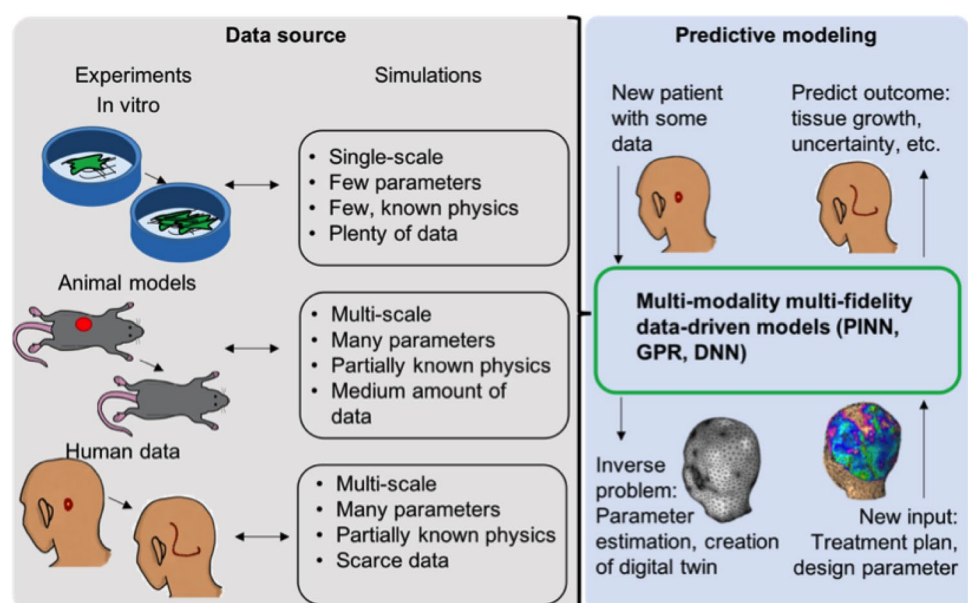 Data source
Experiments
In vitro
Simulations
• Single-scale
• Few parameters
• Few, known physics
• Plenty of data
Animal models
• Multi-scale
• Many parameters
• Partially known physics
• Medium amount of
data
Human data
• Multi-scale
• Many parameters
• Partially known physics
• Scarce data
Predictive modeling
New patient
with some
data
Predict outcome:
tissue growth,
uncertainty, etc.
Multi-modality multi-fidelity
data-driven models (PINN,
GPR, DNN)
Inverse
problem:
Parameter
estimation, creation
of digital twin
New input:
Treatment plan,
design parameter